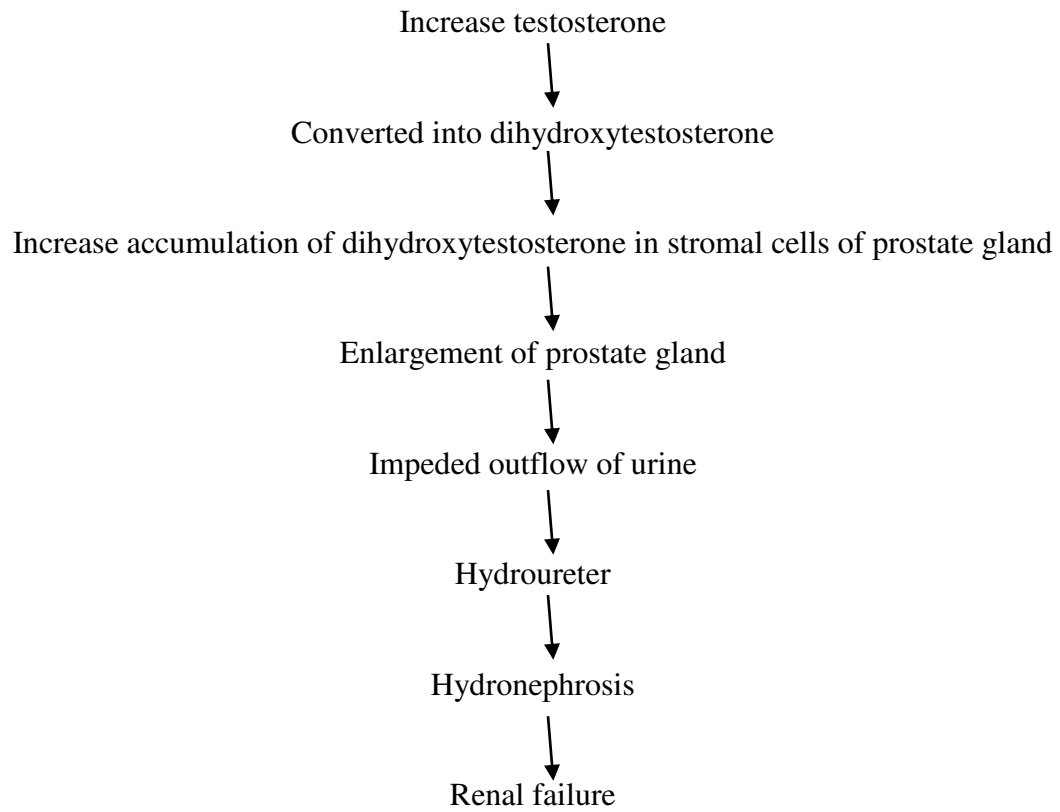 Increase testosterone
Converted into dihydroxytestosterone
Increase accumulation of dihydroxytestosterone in stromal cells of prostate gland
Enlargement of prostate gland
Impeded outflow of urine
Hydroureter
Hydronephrosis
Renal failure